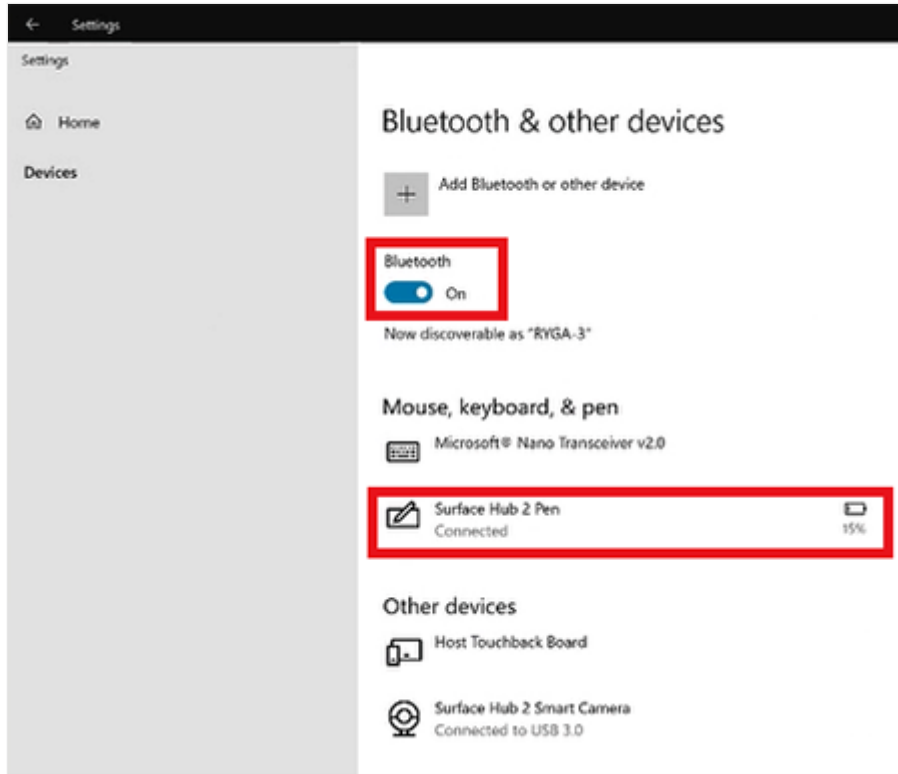 Settings
Settings
Home
Devices
Bluetooth & other devices
Add Bluetooth or other device
Bluetooth
On
Now discoverable as "RYGA-3"
Mouse, keyboard, & pen
Microsoft® Nano Transceiver v2.0
Surface Hub 2 Pen
Connected
15%
Other devices
Host Touchback Board
Surface Hub 2 Smart Camera
Connected to USB 3.0